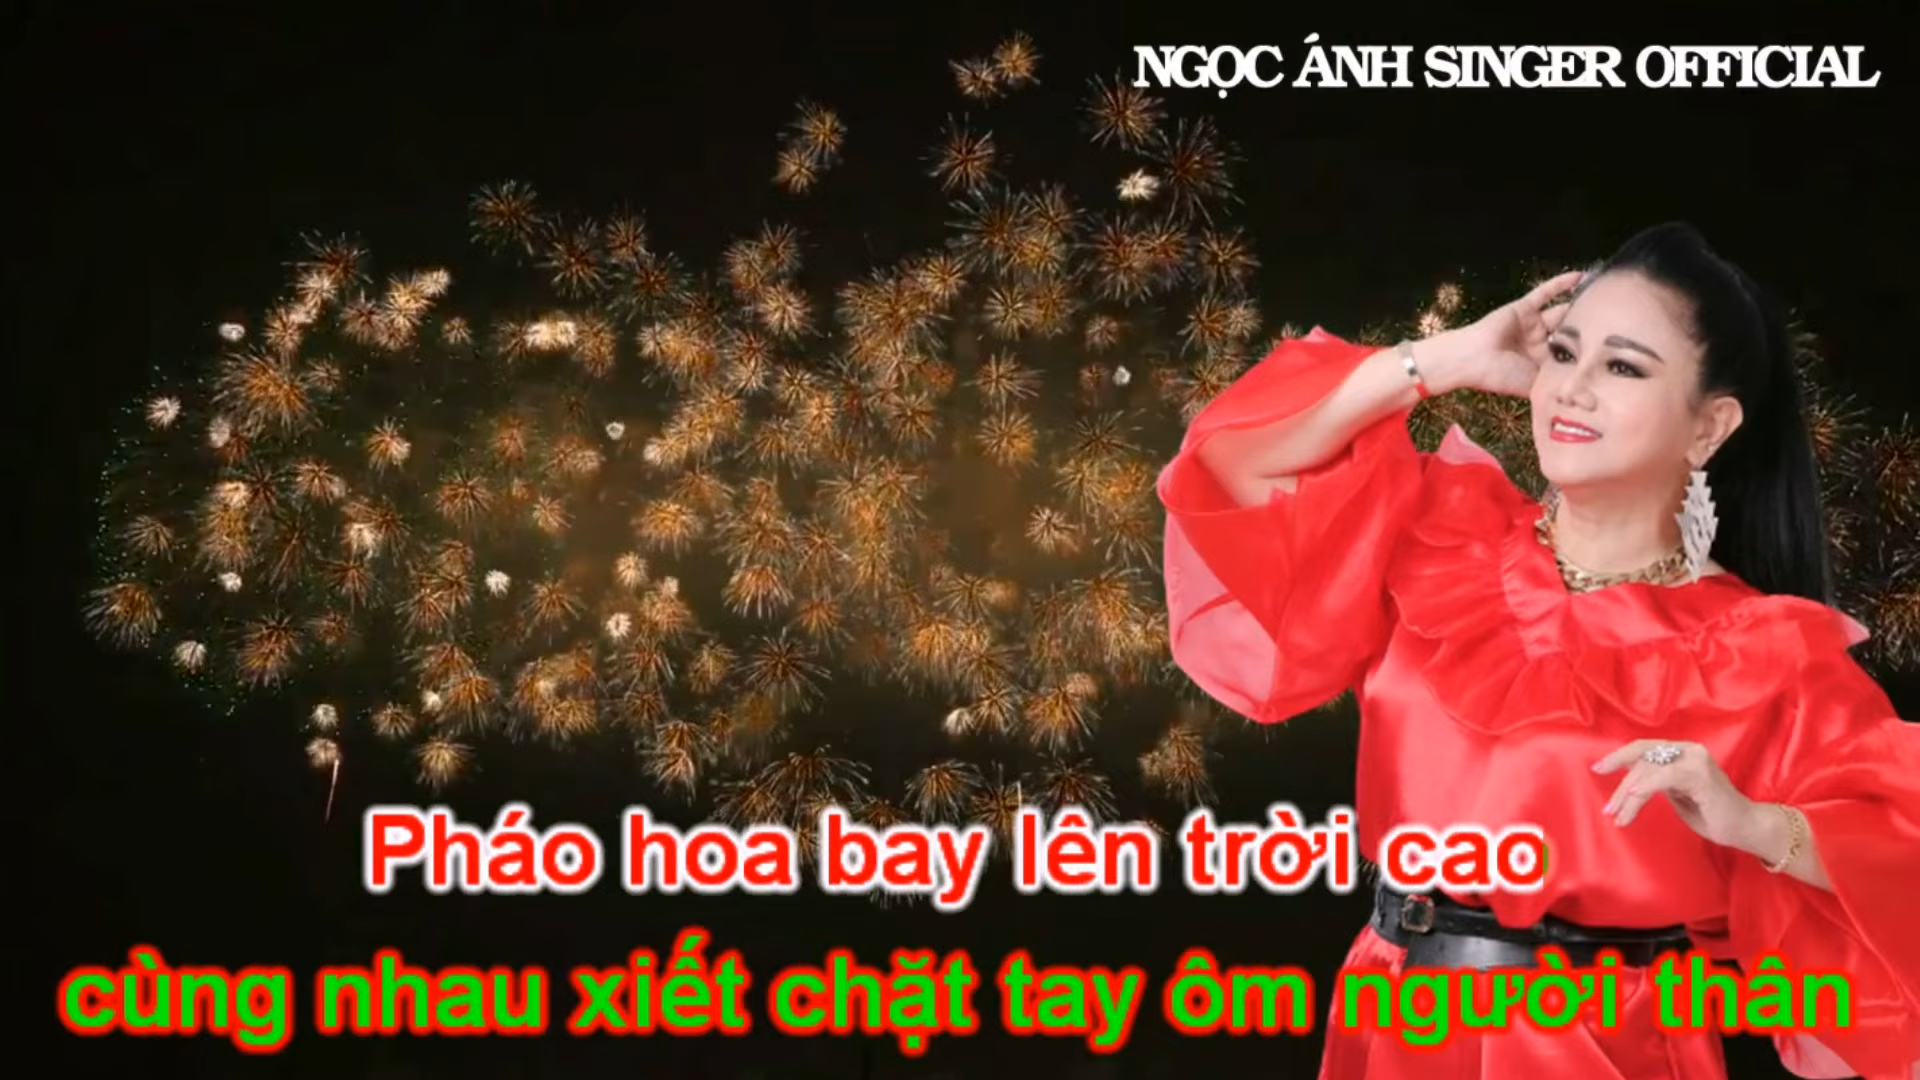 NGỌC ÁNH SINGER OFFICIAL
Pháo hoa bay lên trời cao
cùng nhau xiết chặt tay ôm người thân